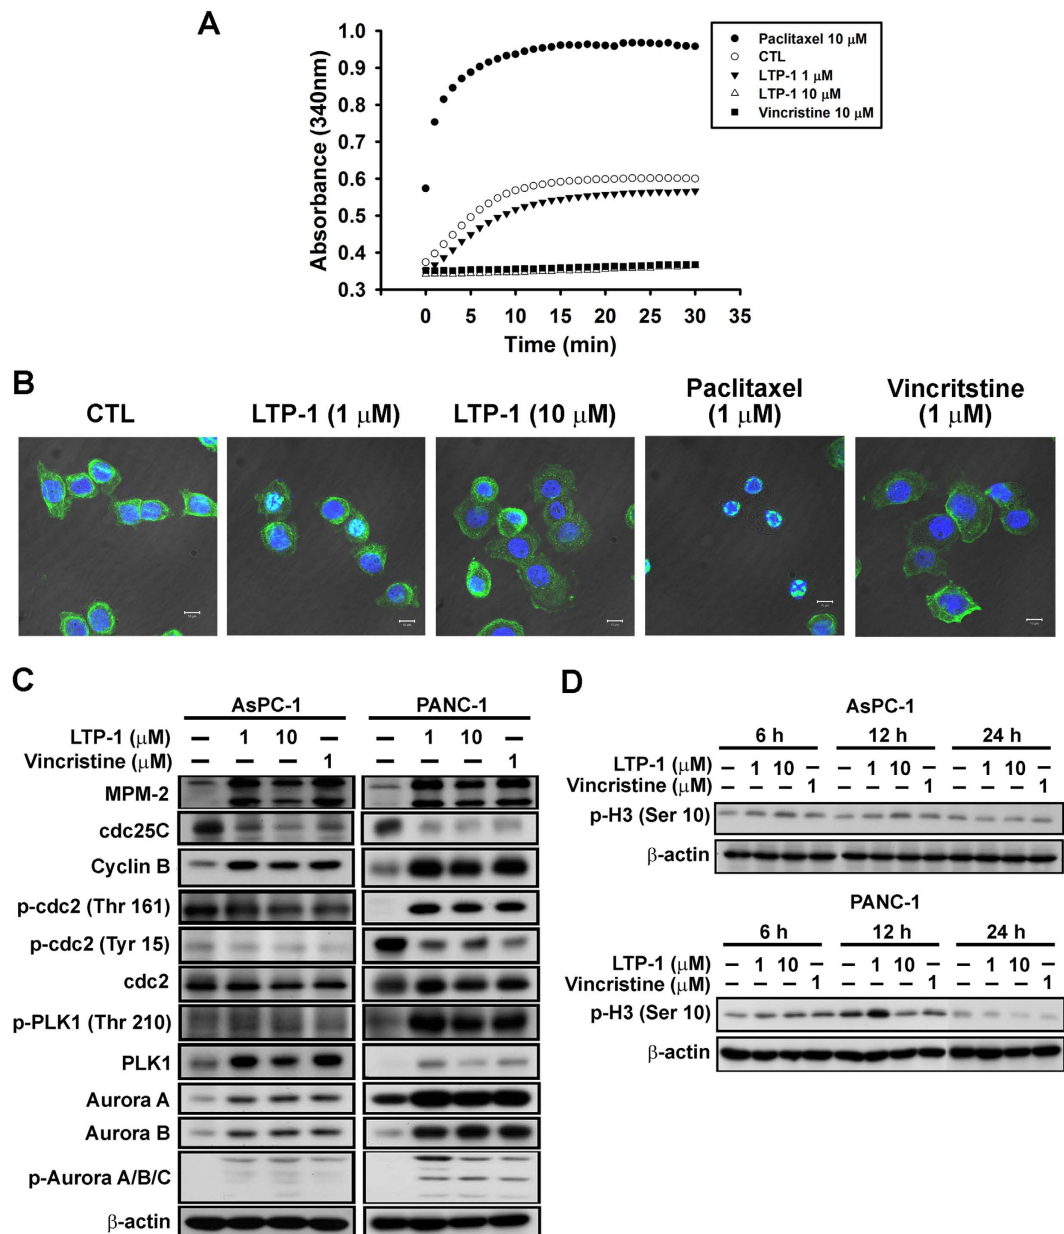 A
Absorbance (340nm)
1.0
0.9
0.8
0.7
0.6
0.5
0.4
0.3
0 5 10 15 20 25 30 35
Time (min)
Paclitaxel 10 μM
CTL
LTP-1 1 μM
LTP-1 10 μM
Vincristine 10 μM
B
CTL
LTP-1 (1 μM)
LTP-1 (10 μM)
Paclitaxel
(1 μM)
Vincritstine
(1 μM)
C
AsPC-1 PANC-1
LTP-1 (μM) – 1 10 – – 1 10 –
Vincristine (μM) – – – 1 – – – 1
MPM-2
cdc25C
Cyclin B
p-cdc2 (Thr 161)
p-cdc2 (Tyr 15)
cdc2
p-PLK1 (Thr 210)
PLK1
Aurora A
Aurora B
p-Aurora A/B/C
β-actin
D
AsPC-1
6 h 12 h 24 h
LTP-1 (μM) – 1 10 – – 1 10 – – 1 10 –
Vincristine (μM) – – – 1 – – – 1 – – – 1
p-H3 (Ser 10)
β-actin
PANC-1
6 h 12 h 24 h
LTP-1 (μM) – 1 10 – – 1 10 – – 1 10 –
Vincristine (μM) – – – 1 – – – 1 – – – 1
p-H3 (Ser 10)
β-actin